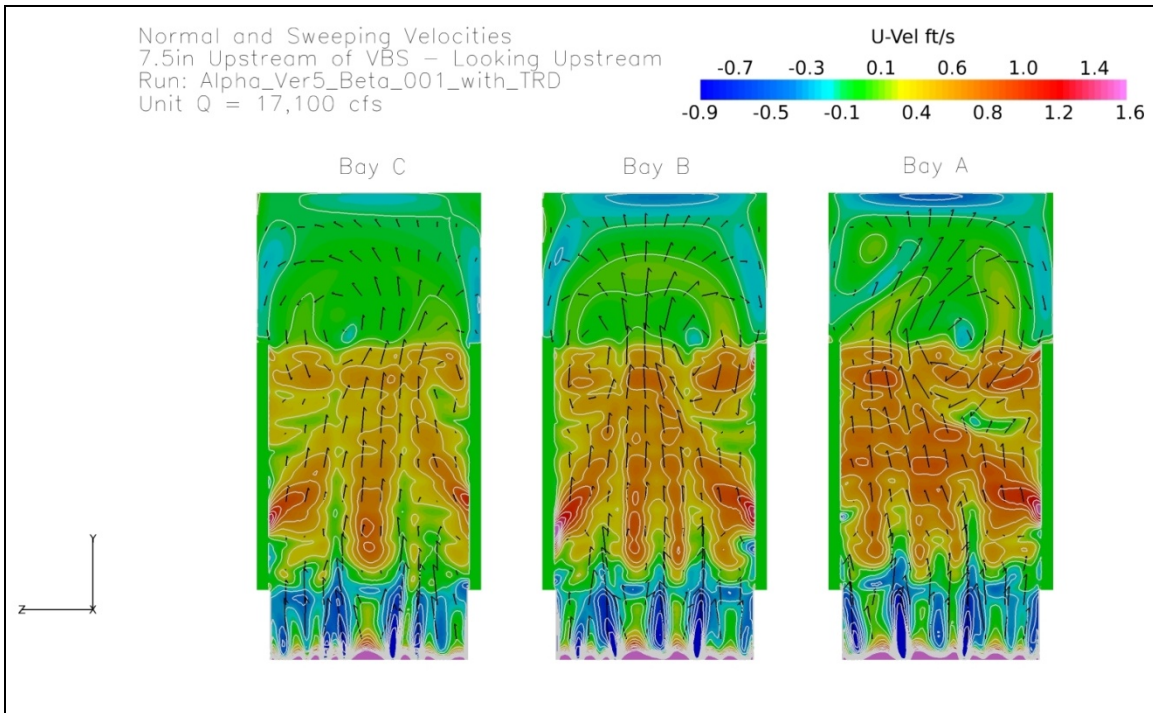 Normal and Sweeping Velocities
7.5in Upstream of VBS – Looking Upstream
Run: Alpha_Ver5_Beta_001_with_TRD
Unit Q = 17,100 cfs
U-Vel ft/s
-0.7 -0.3 0.1 0.6 1.0 1.4
-0.9 -0.5 -0.1 0.4 0.8 1.2 1.6
Bay C Bay B Bay A
Y
Z X